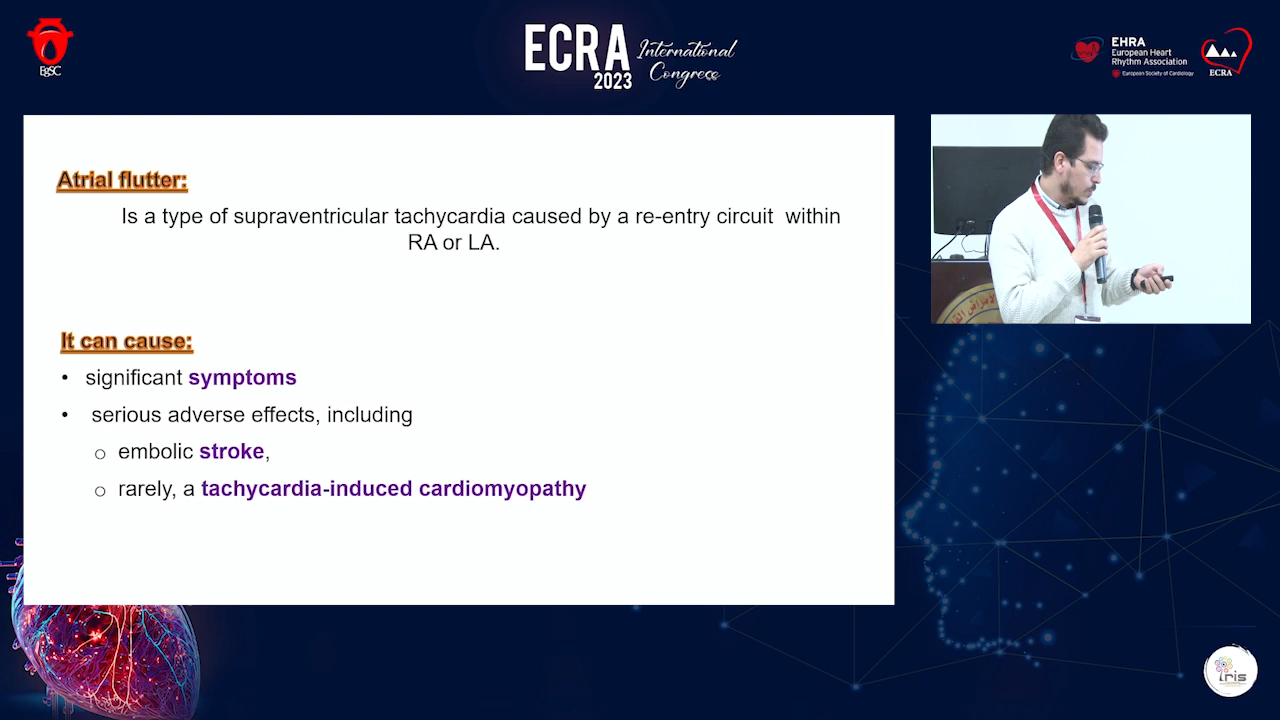 EgSC
ECRA
2023
International
Congress
EHRA
European Heart
Rhythm Association
European Society of Cardiology
ECRA
Atrial flutter:
Is a type of supraventricular tachycardia caused by a re-entry circuit within
RA or LA.
It can cause:
• significant symptoms
• serious adverse effects, including
o embolic stroke,
o rarely, a tachycardia-induced cardiomyopathy
iris